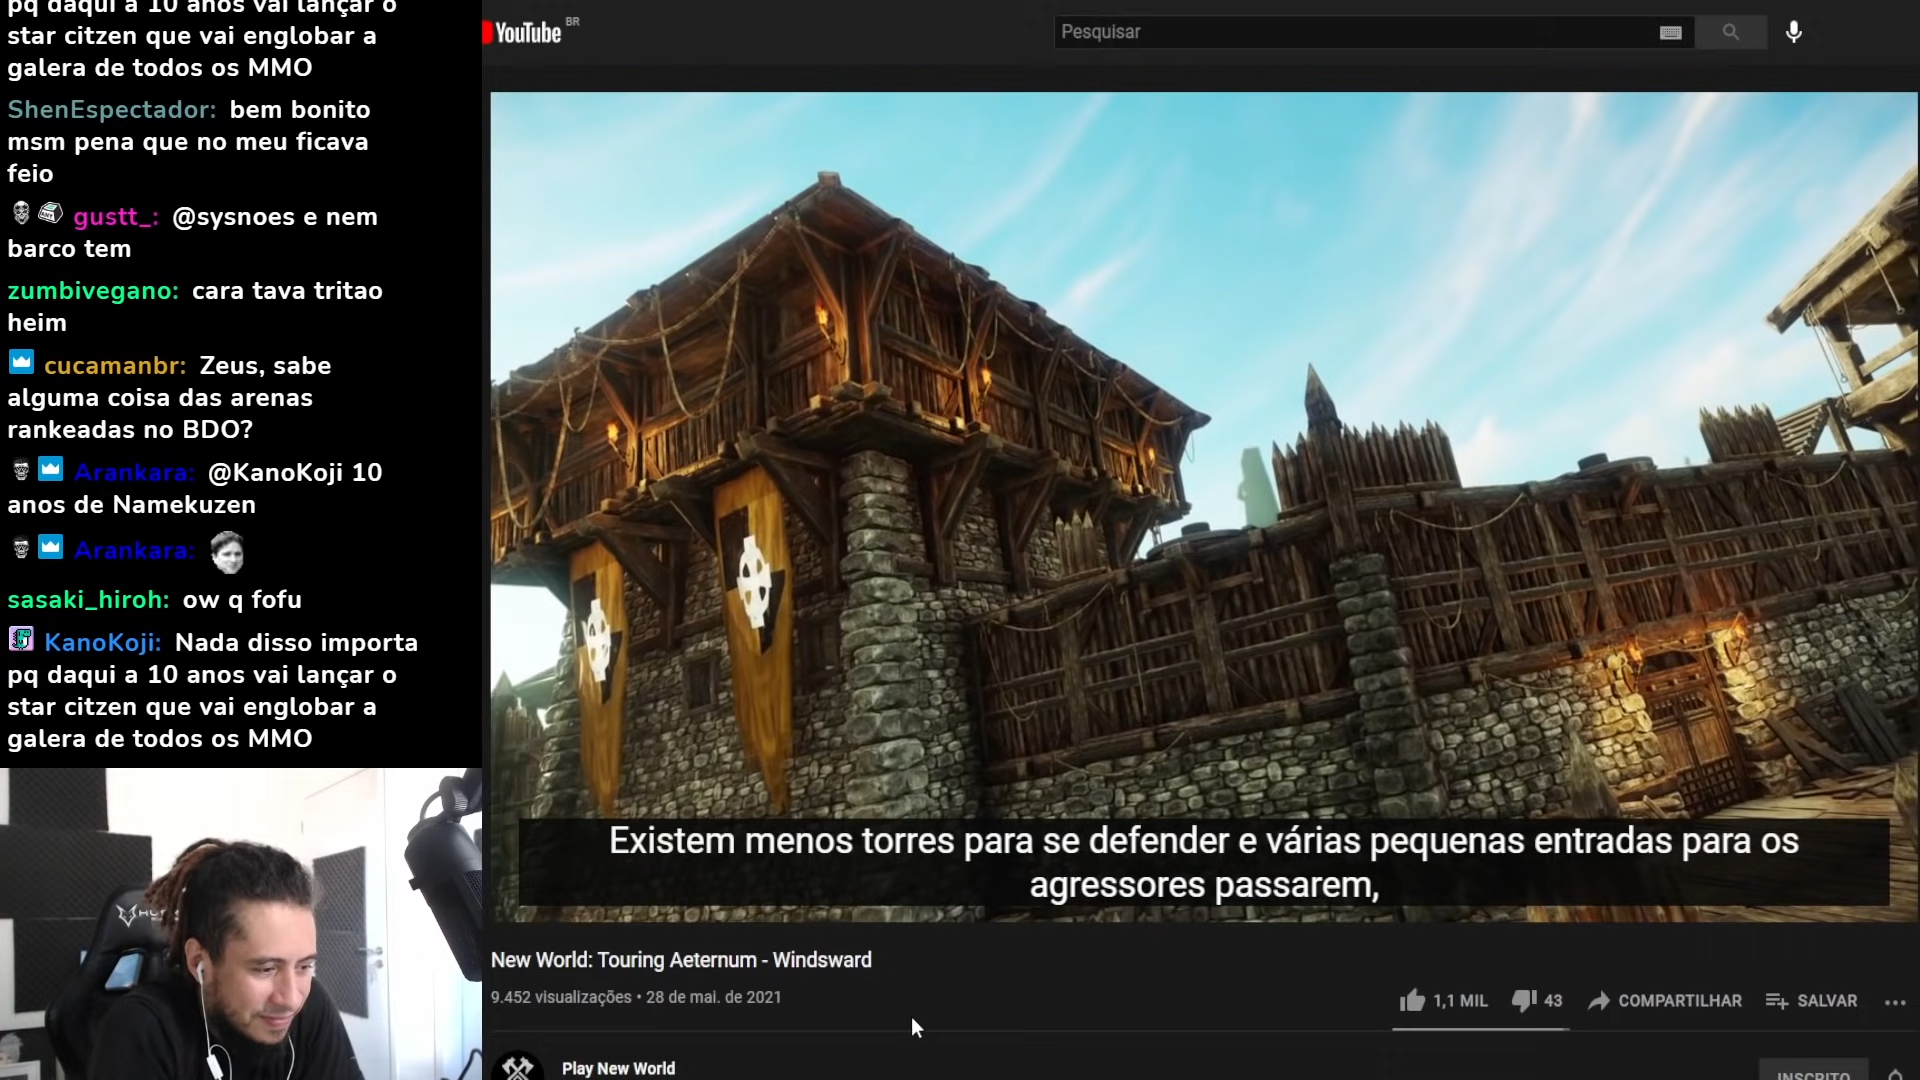 pq daqui a 10 anos vai lançar o
star citzen que vai englobar a
galera de todos os MMO
ShenEspectador: bem bonito
msm pena que no meu ficava
feio
gustt_: @sysnoes e nem
barco tem
zumbivegano: cara tava tritao
heim
cucamanbr: Zeus, sabe
alguma coisa das arenas
rankeadas no BDO?
Arankara: @KanoKoji 10
anos de Namekuzen
Arankara:
sasaki_hiroh: ow q fofu
KanoKoji: Nada disso importa
pq daqui a 10 anos vai lançar o
star citzen que vai englobar a
galera de todos os MMO
YouTube BR
Pesquisar
Existem menos torres para se defender e várias pequenas entradas para os
agressores passarem,
New World: Touring Aeternum - Windsward
9.452 visualizações • 28 de mai. de 2021
1,1 MIL
43
COMPARTILHAR
SALVAR
Play New World
INSCRITO